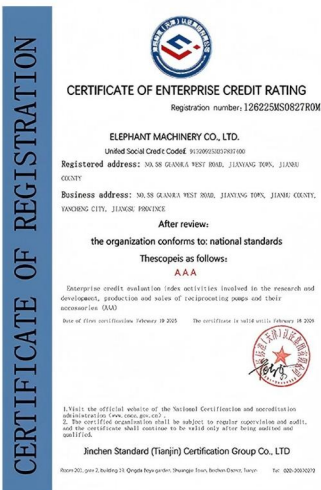 CERTIFICATE OF REGISTRATION
CERTIFICATE OF ENTERPRISE CREDIT RATING
Registration number: 126225MS0827R0M
ELEPHANT MACHINERY CO., LTD.
Unifed Social Credit Code:
Registered address: NO.58 GUANHUA WEST ROAD, JIANYANG TOWN, JIANHU
COUNTY
Business address: NO.58 GUANHUA WEST ROAD, JIANYANG TOWN, JIANHU COUNTY,
YANCHENG CITY, JIANGSU PROVINCE
After review:
the organization conforms to: national standards
Thescopeis as follows:
AAA
Enterprise credit evaluation index activities involved in the research and
development, production and sales of reciprocating pumps and their
accessories (AAA)
Date of first certification: February 19 2025 The certificate is valid until: February 18 2028
1.Visit the official website of the National Certification and accreditation
administration (www.cnca.gov.cn) .
2. The certified organization shall be subject to regular supervision and audit,
and the certificate shall continue to be valid only after being audited and
qualified.
Jinchen Standard (Tianjin) Certification Group Co., LTD